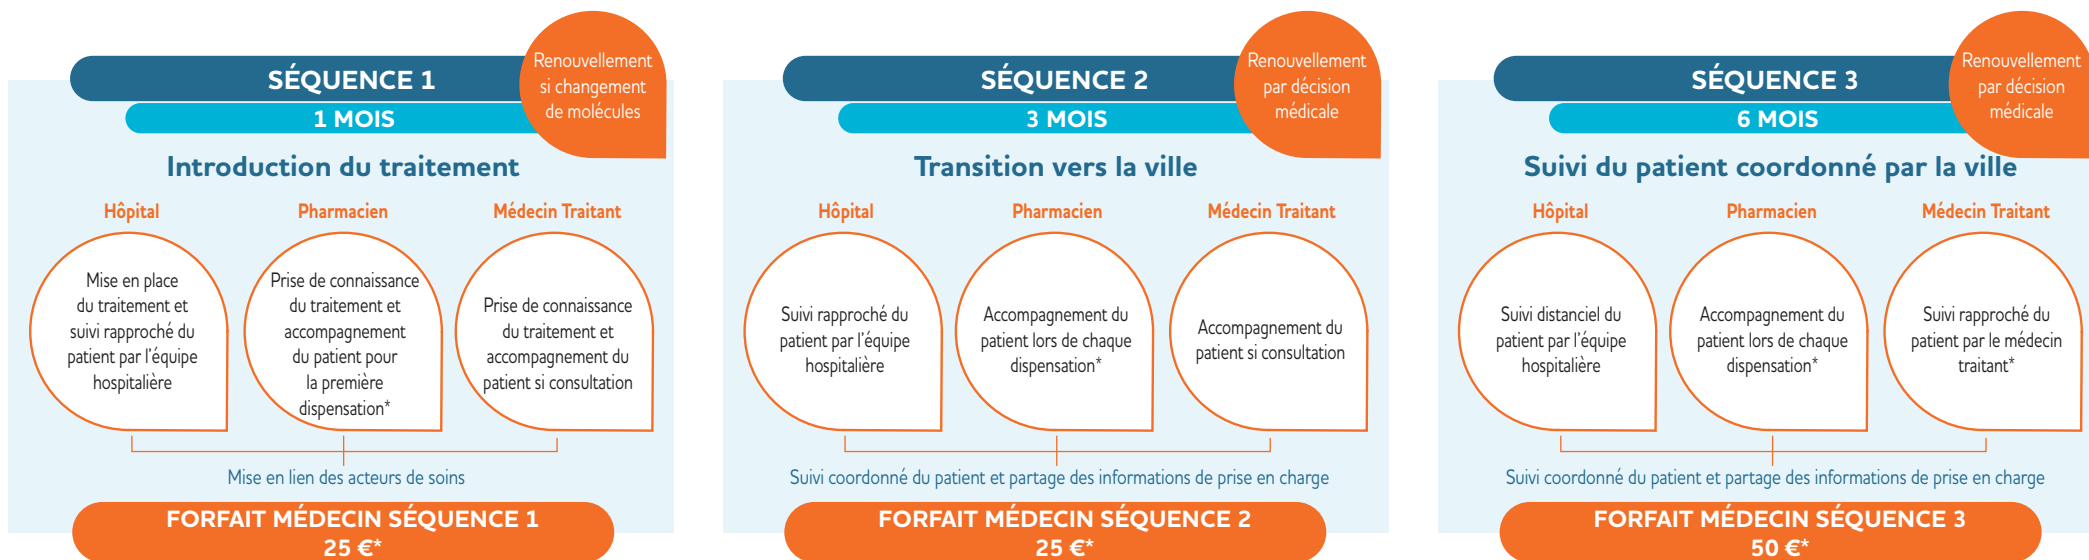 SÉQUENCE 1
1 MOIS
Renouvellement
si changement
de molécules
Introduction du traitement
Hôpital
Mise en place
du traitement et
suivi rapproché du
patient par l'équipe
hospitalière
Pharmacien
Prise de connaissance
du traitement et
accompagnement
du patient pour
la première
dispensation*
Médecin Traitant
Prise de connaissance
du traitement et
accompagnement du
patient si consultation
Mise en lien des acteurs de soins
FORFAIT MÉDECIN SÉQUENCE 1
25 €*
SÉQUENCE 2
3 MOIS
Renouvellement
par décision
médicale
Transition vers la ville
Hôpital
Suivi rapproché du
patient par l'équipe
hospitalière
Pharmacien
Accompagnement du
patient lors de chaque
dispensation*
Médecin Traitant
Accompagnement du
patient si consultation
Suivi coordonné du patient et partage des informations de prise en charge
FORFAIT MÉDECIN SÉQUENCE 2
25 €*
SÉQUENCE 3
6 MOIS
Renouvellement
par décision
médicale
Suivi du patient coordonné par la ville
Hôpital
Suivi distanciel du
patient par l'équipe
hospitalière
Pharmacien
Accompagnement du
patient lors de chaque
dispensation*
Médecin Traitant
Suivi rapproché du
patient par le médecin
traitant*
Suivi coordonné du patient et partage des informations de prise en charge
FORFAIT MÉDECIN SÉQUENCE 3
50 €*